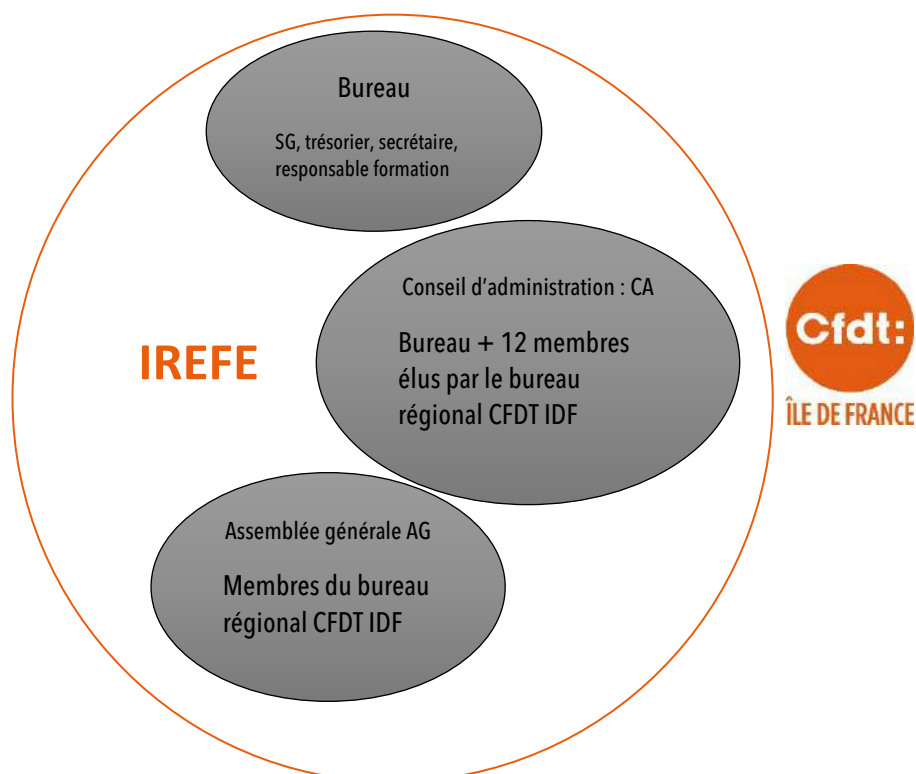 Bureau
SG, trésorier, secrétaire,
responsable formation
Conseil d’administration : CA
Bureau + 12 membres
élus par le bureau
régional CFDT IDF
IREFE
Cfdt:
ÎLE DE FRANCE
Assemblée générale AG
Membres du bureau
régional CFDT IDF